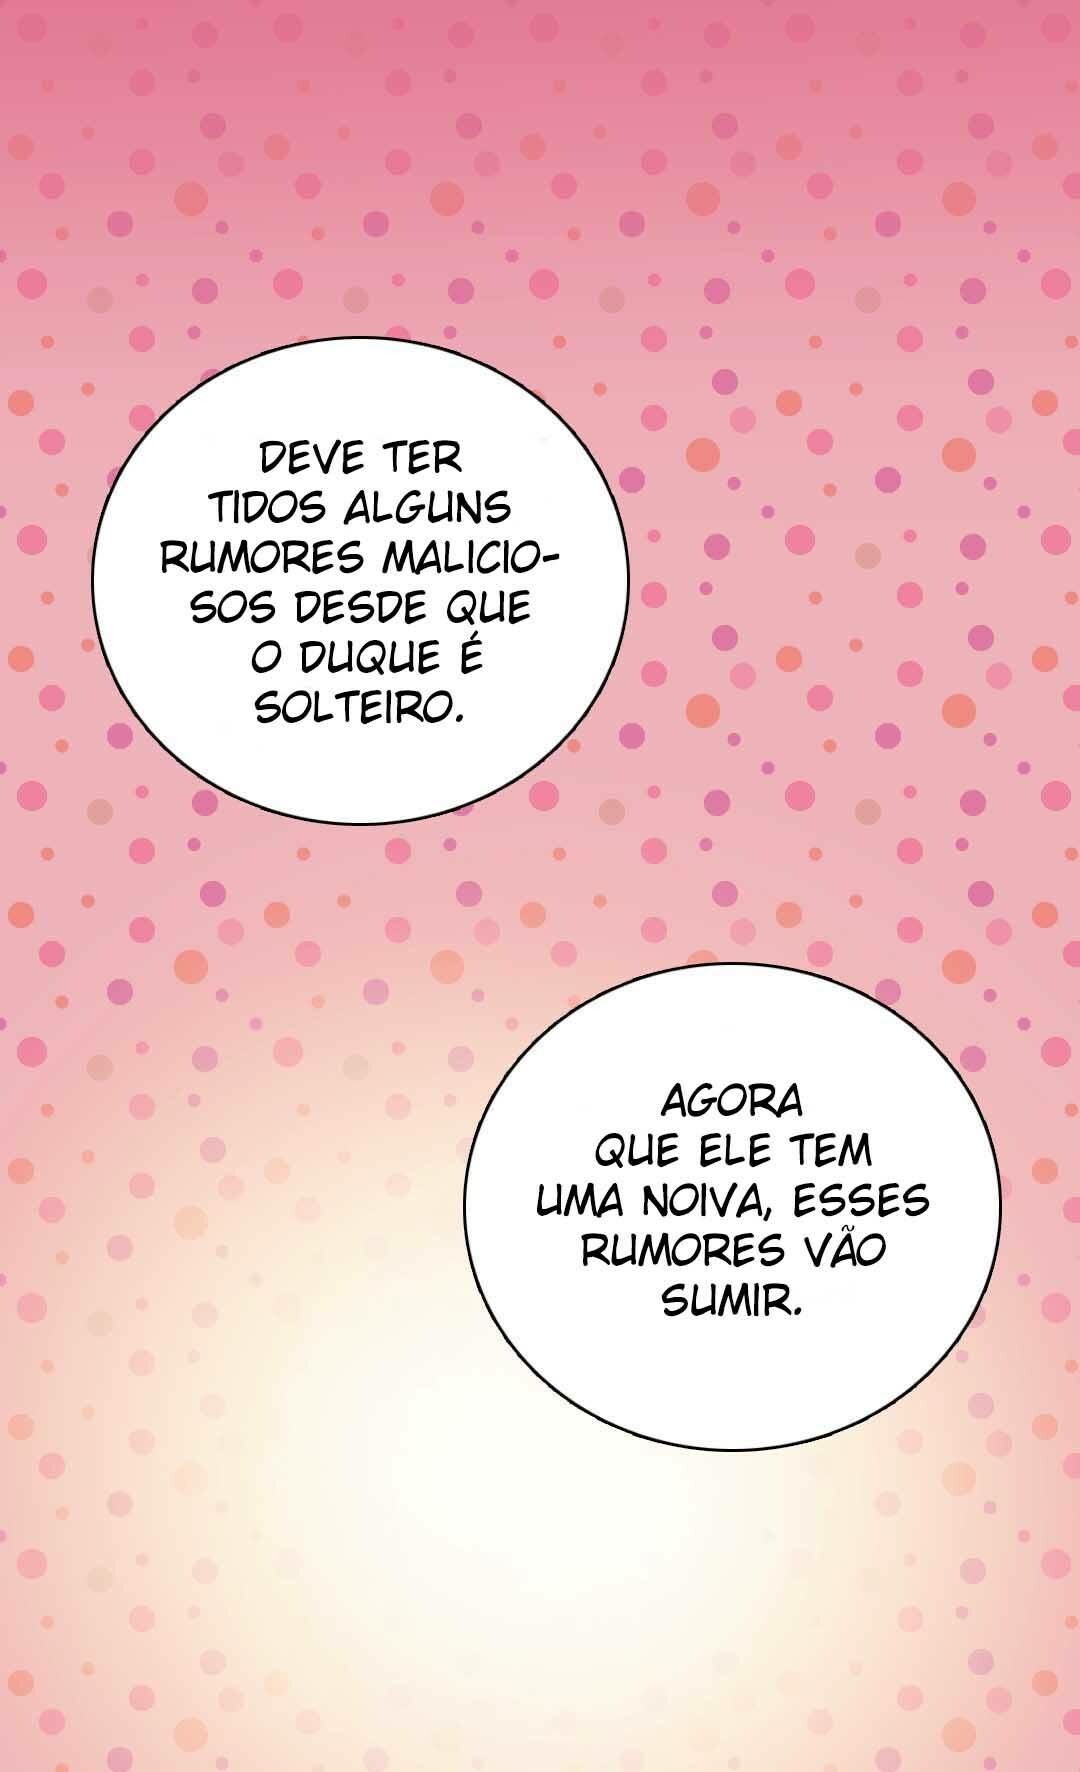 DEVE TER
TIDOS ALGUNS
RUMORES MALICIO-
SOS DESDE QUE
O DUQUE É
SOLTEIRO.
AGORA
QUE ELE TEM
UMA NOIVA, ESSES
RUMORES VÃO
SUMIR.